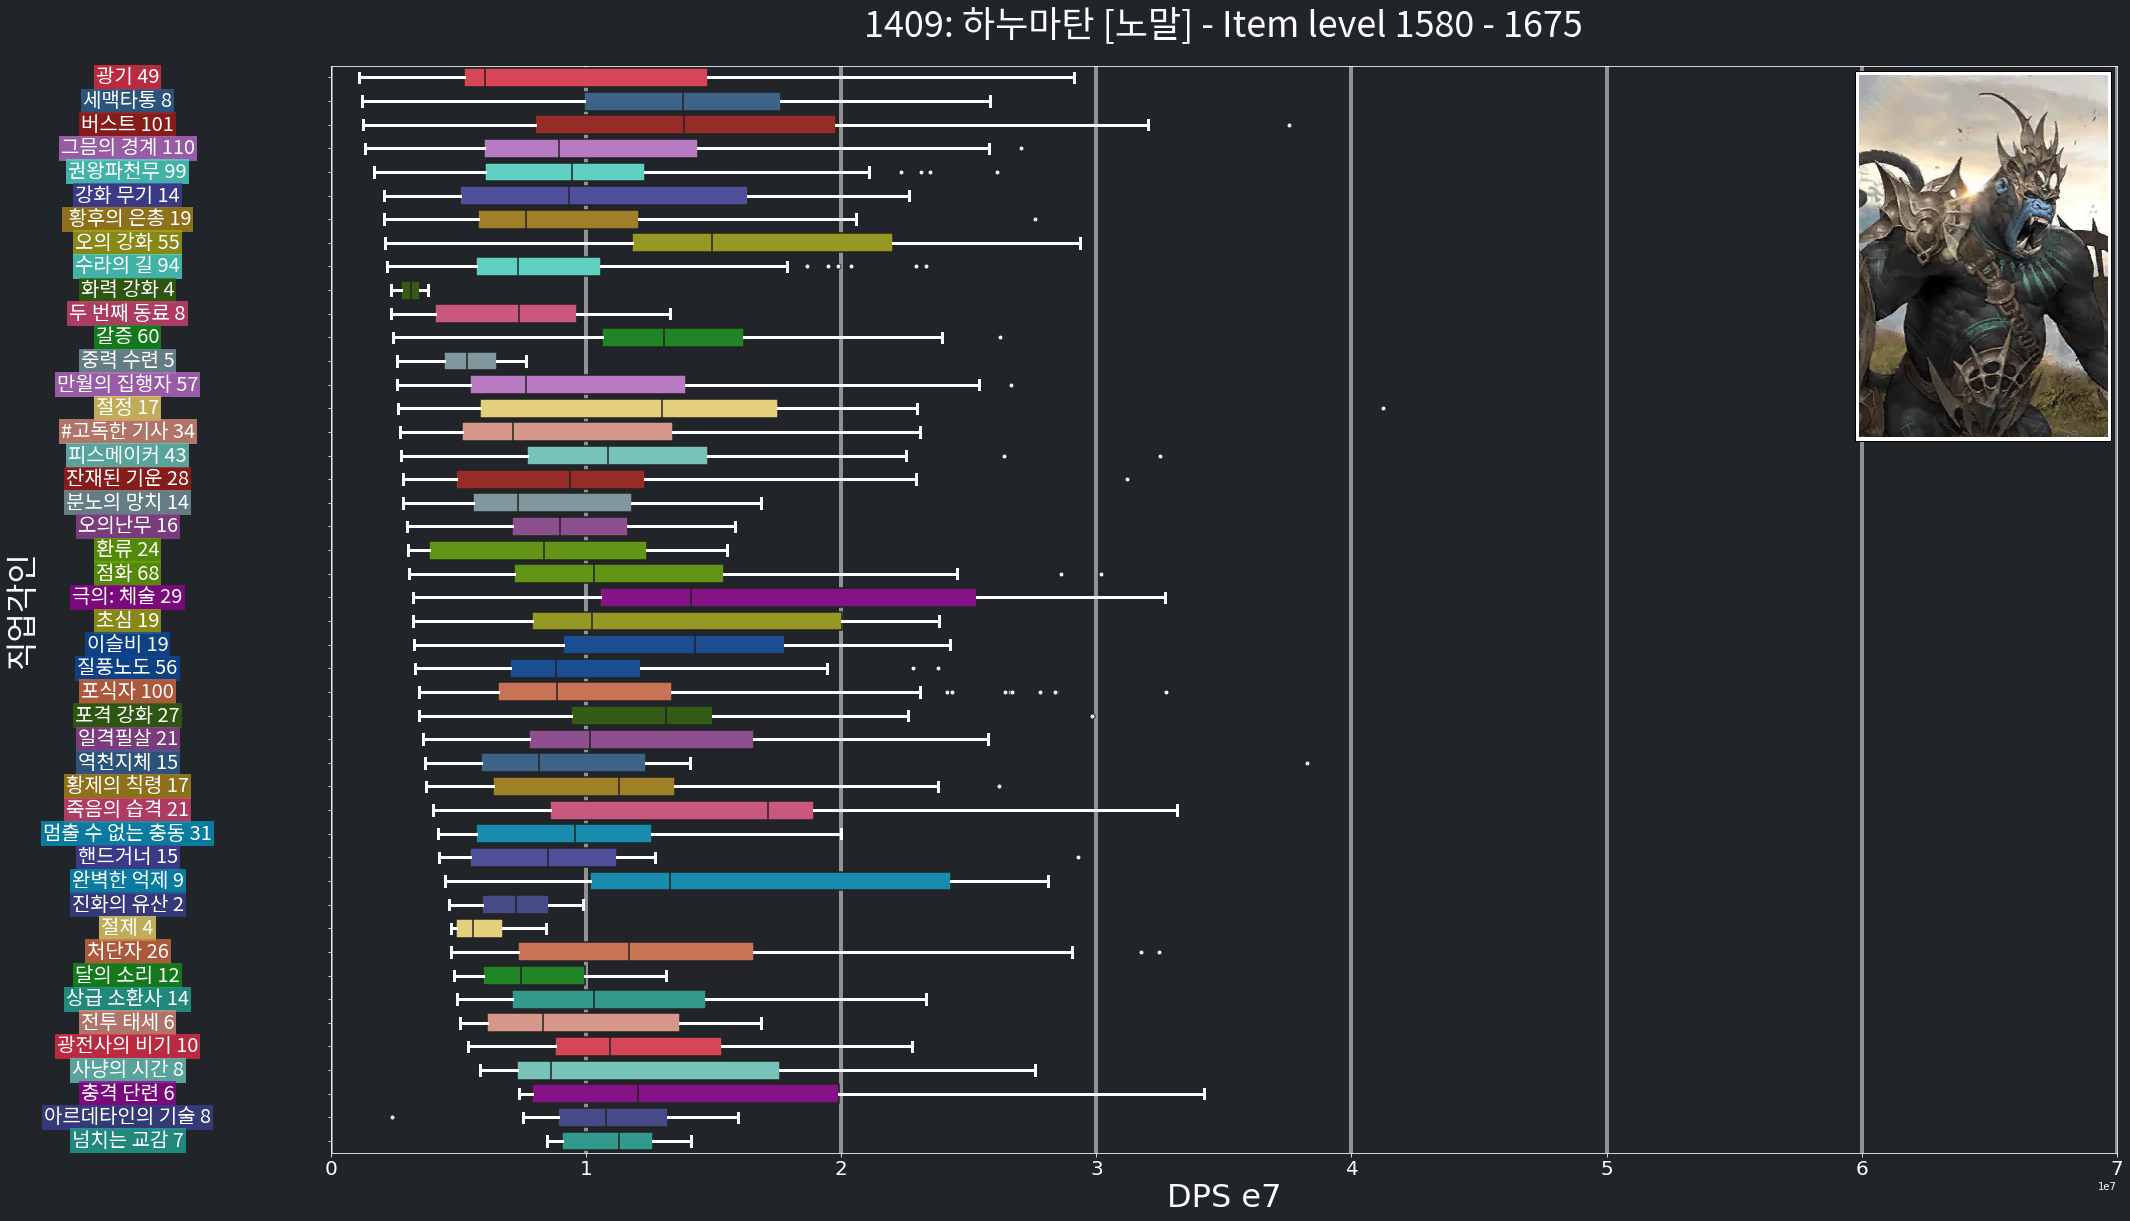 1409: 하누마탄 [노말] - Item level 1580 - 1675
광기 49
세맥타통 8
버스트 101
그믐의 경계 110
권왕파천무 99
강화 무기 14
황후의 은총 19
오의 강화 55
수라의 길 94
화력 강화 4
두 번째 동료 8
갈증 60
중력 수련 5
만월의 집행자 57
절정 17
#고독한 기사 34
피스메이커 43
잔재된 기운 28
분노의 망치 14
오의난무 16
환류 24
점화 68
극의: 체술 29
초심 19
이슬비 19
질풍노도 56
포식자 100
포격 강화 27
일격필살 21
역천지체 15
황제의 칙령 17
죽음의 습격 21
멈출 수 없는 충동 31
핸드거너 15
완벽한 억제 9
진화의 유산 2
절제 4
처단자 26
달의 소리 12
상급 소환사 14
전투 태세 6
광전사의 비기 10
사냥의 시간 8
충격 단련 6
아르데타인의 기술 8
넘치는 교감 7
직업각인
0 1 2 3 4 5 6 7
1e7
DPS e7